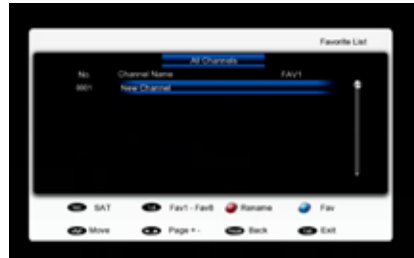 Favorite List
All Channels
No. Channel Name FAV1
0001 New Channel
SAT Fav1 - Fav8 Rename Fav
Move Page + - Back Exit